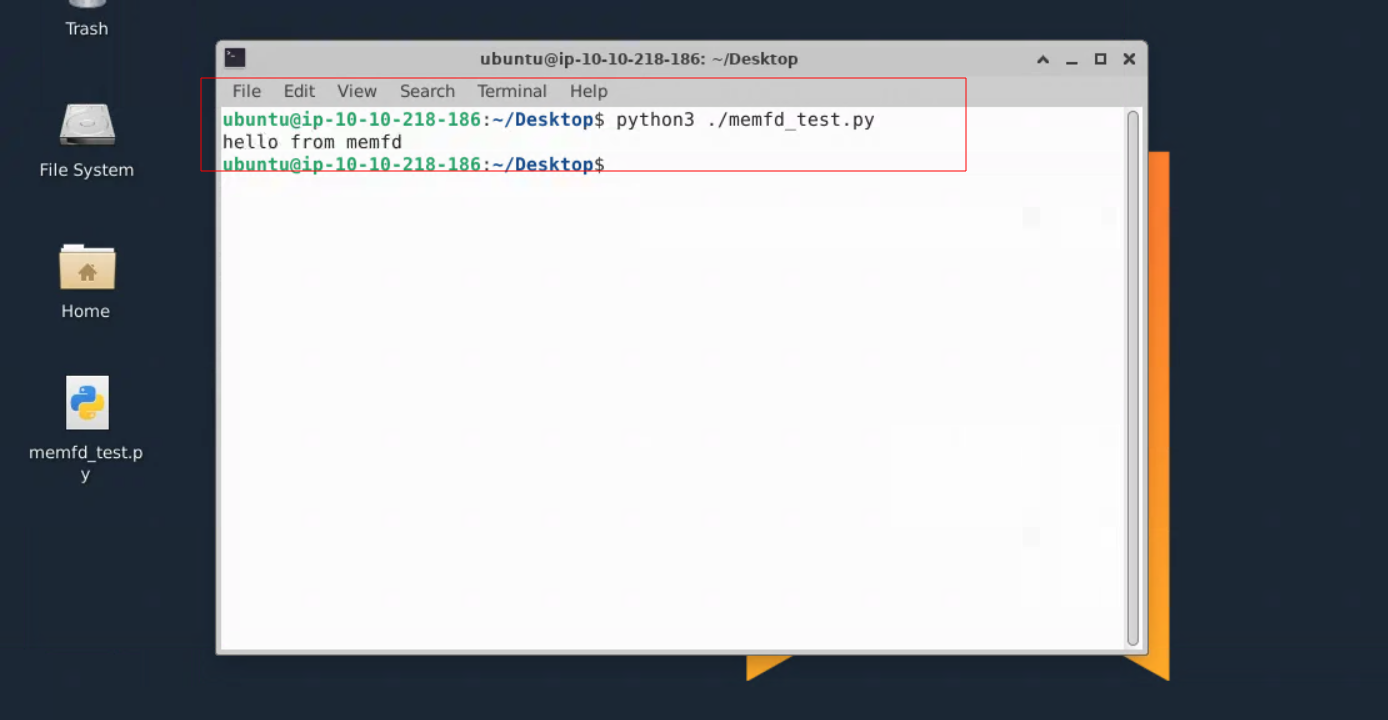 Trash
File System
Home
memfd_test.p
y
ubuntu@ip-10-10-218-186: ~/Desktop
File Edit View Search Terminal Help
ubuntu@ip-10-10-218-186:~/Desktop$ python3 ./memfd_test.py
hello from memfd
ubuntu@ip-10-10-218-186:~/Desktop$